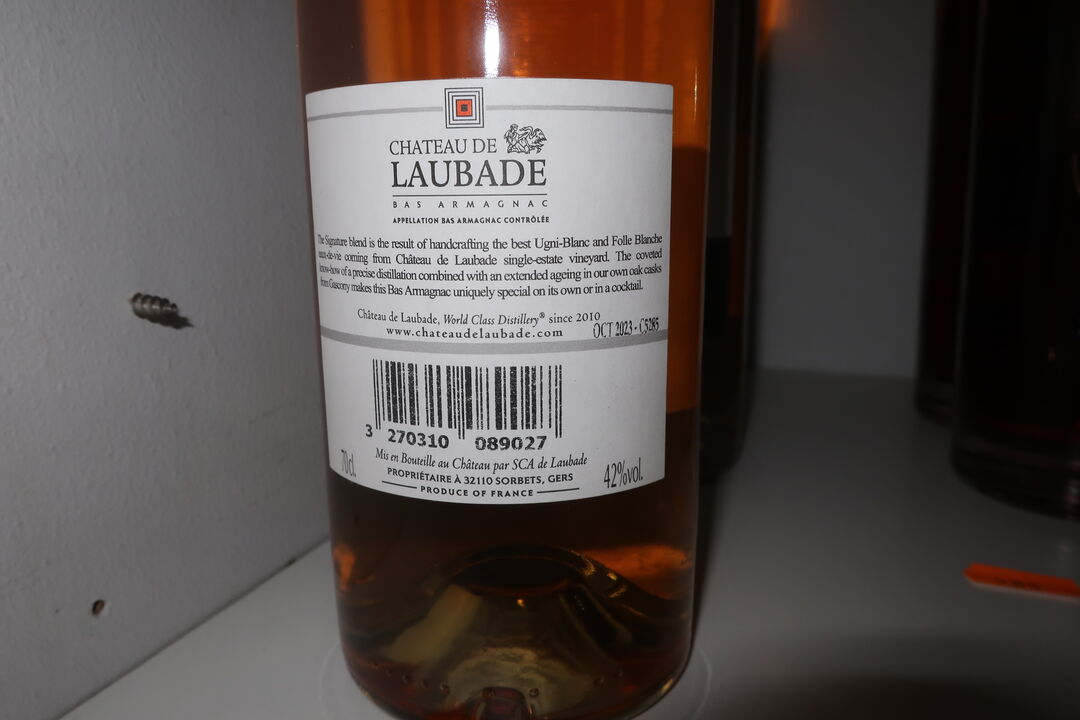 CHATEAU DE
LAUBADE
BAS ARMAGNAC
APPELLATION BAS ARMAGNAC CONTRÔLÉE
The Signature blend is the result of handcrafting the best Ugni-Blanc and Folle Blanche
eaux-de-vie coming from Château de Laubade single-estate vineyard. The coveted
know-how of a precise distillation combined with an extended ageing in our own oak casks
from Gascony makes this Bas Armagnac uniquely special on its own or in a cocktail.
Château de Laubade, World Class Distillery® since 2010
www.chateaudelaubade.com
OCT 2023 - C5285
3 270310 089027
70cl.
Mis en Bouteille au Château par SCA de Laubade
PROPRIÉTAIRE À 32110 SORBETS, GERS
PRODUCE OF FRANCE
42%vol.